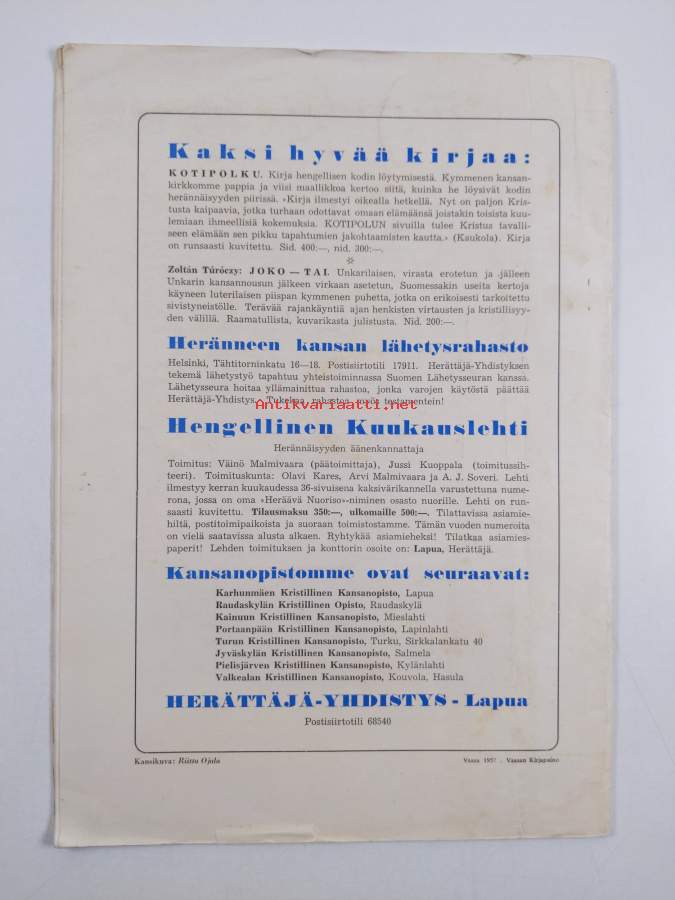 Kaksi hyvää kirjaa:
KOTIPOLKU. Kirja hengellisen kodin löytymisestä. Kymmenen kansan-
kirkkomme pappia ja viisi maallikkoa kertoo siitä, kuinka he löysivät kodin
herännäisyyden piirissä. »Kirja ilmestyi oikealla hetkellä. Nyt on paljon Kris-
tusta kaipaavia, jotka turhaan odottavat omaan elämäänsä joistakin toisista kuu-
lemiaan ihmeellisiä kokemuksia. KOTIPOLUN sivuilla tulee Kristus tavalli-
seen elämään sen pikku tapahtumien jakohtaamisten kautta.» (Kaukola). Kirja
on runsaasti kuvitettu. Sid. 400:—, nid. 300:—.
☼
Zoltán Túróczy: JOKO — TAI. Unkarilaisen, virasta erotetun ja jälleen
Unkarin kansannousun jälkeen virkaan asetetun, Suomessakin useita kertoja
käyneen luterilaisen piispan kymmenen puhetta, jotka on erikoisesti tarkoitettu
sivistyneistölle. Terävää rajankäyntiä ajan henkisten virtausten ja kristillisyy-
den välillä. Raamatullista, kuvarikasta julistusta. Nid. 200:—.
Heränneen kansan lähetysrahasto
Helsinki, Tähtitorninkatu 16—18. Postisiirtotili 17911. Herättäjä-Yhdistyksen
tekemä lähetystyö tapahtuu yhteistoiminnassa Suomen Lähetysseuran kanssa.
Lähetysseura hoitaa yllämainittua rahastoa, jonka varojen käytöstä päättää
Herättäjä-Yhdistys. Tukekaa rahastoa myös testamentein!
Antikvariaatti.net
Hengellinen Kuukauslehti
Herännäisyyden äänenkannattaja
Toimitus: Väinö Malmivaara (päätoimittaja), Jussi Kuoppala (toimitussih-
teeri). Toimituskunta: Olavi Kares, Arvi Malmivaara ja A. J. Soveri. Lehti
ilmestyy kerran kuukaudessa 36-sivuisena kaksivärikannella varustettuna nume-
rona, jossa on oma »Heräävä Nuoriso»-niminen osasto nuorille. Lehti on run-
saasti kuvitettu. Tilausmaksu 350:—, ulkomaille 500:—. Tilattavissa asiamie-
hiltä, postitoimipaikoista ja suoraan toimistostamme. Tämän vuoden numeroita
on vielä saatavissa alusta alkaen. Ryhtykää asiamieheksi! Tilatkaa asiamies-
paperit! Lehden toimituksen ja konttorin osoite on: Lapua, Herättäjä.
Kansanopistomme ovat seuraavat:
Karhunmäen Kristillinen Kansanopisto, Lapua
Raudaskylän Kristillinen Opisto, Raudaskylä
Kainuun Kristillinen Kansanopisto, Mieslahti
Portaanpään Kristillinen Kansanopisto, Lapinlahti
Turun Kristillinen Kansanopisto, Turku, Sirkkalankatu 40
Jyväskylän Kristillinen Kansanopisto, Salmela
Pielisjärven Kristillinen Kansanopisto, Kylänlahti
Valkealan Kristillinen Kansanopisto, Kouvola, Hasula
HERÄTTÄJÄ-YHDISTYS - Lapua
Postisiirtotili 68540
Kansikuva: Riitta Ojala
Vaasa 1957 . Vaasan Kirjapaino